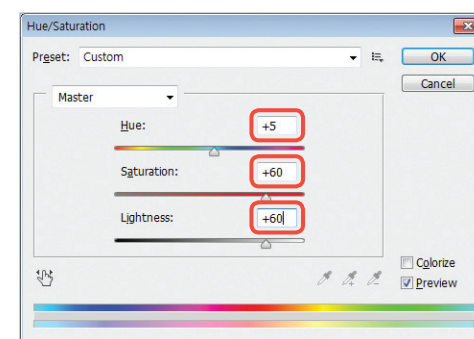 Hue/Saturation
Preset: Custom
OK
Cancel
Master
Hue: +5
Saturation: +60
Lightness: +60
Colorize
Preview